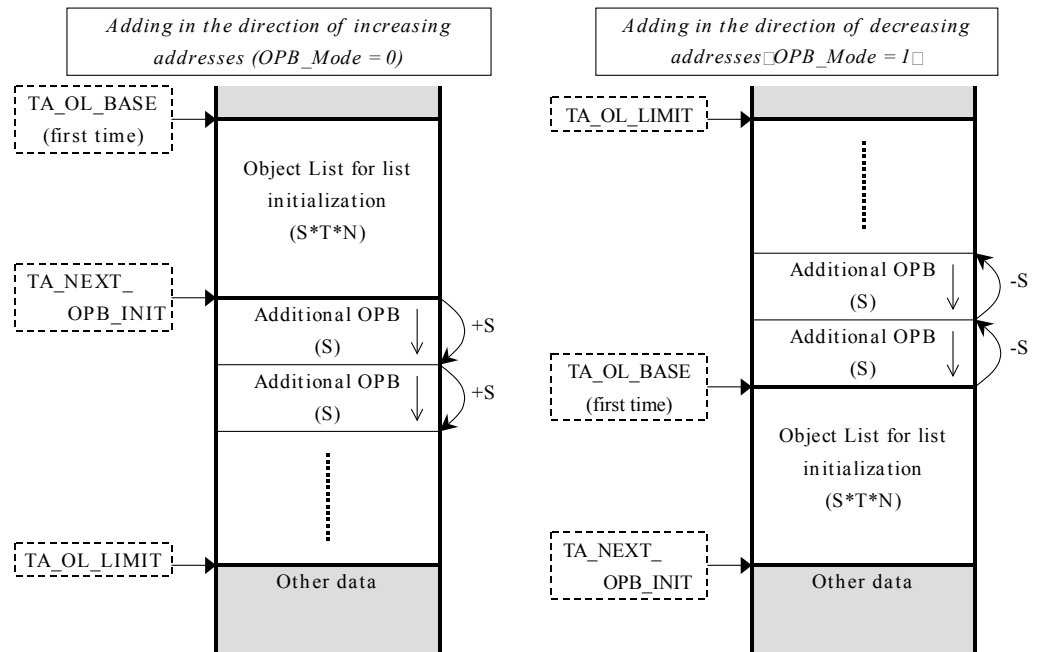 Adding in the direction of increasing
addresses (OPB_Mode = 0)
TA_OL_BASE
(first time)
Object List for list
initialization
(S*T*N)
TA_NEXT_
OPB_INIT
Additional OPB
(S)
+S
Additional OPB
(S)
+S
TA_OL_LIMIT
Other data
Adding in the direction of decreasing
addresses□OPB_Mode = 1□
TA_OL_LIMIT
Additional OPB
(S)
-S
Additional OPB
(S)
-S
TA_OL_BASE
(first time)
Object List for list
initialization
(S*T*N)
TA_NEXT_
OPB_INIT
Other data